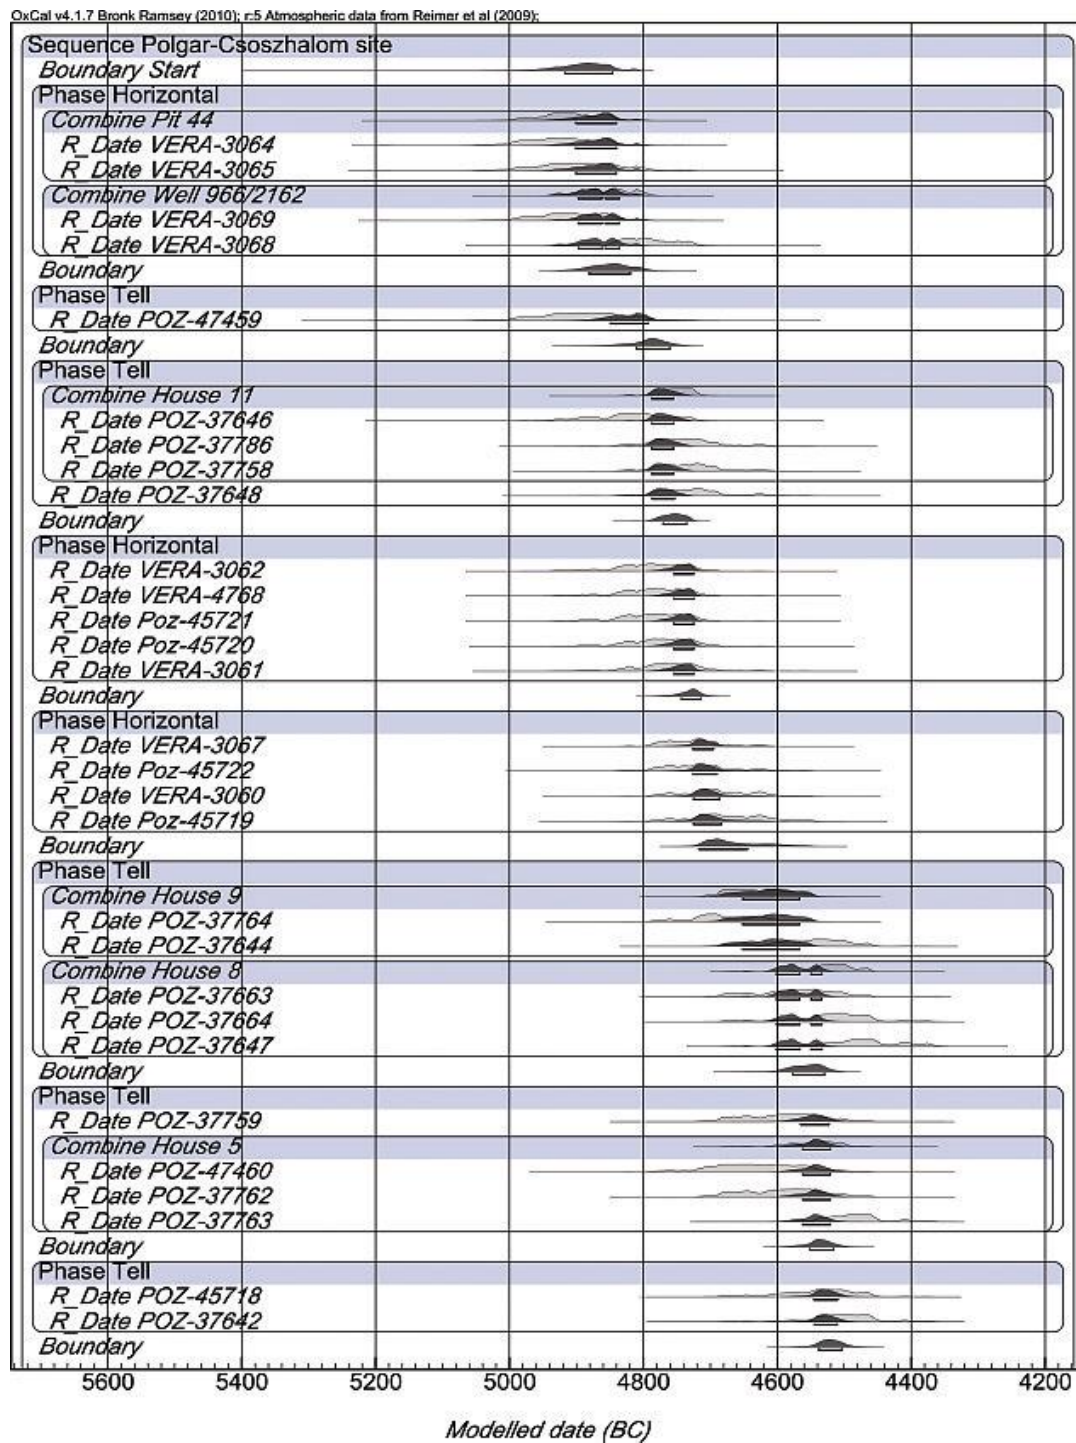 OxCal v4.1.7 Bronk Ramsey (2010); r:5 Atmospheric data from Reimer et al (2009);
Sequence Polgar-Csoszhalom site
Boundary Start
Phase Horizontal
Combine Pit 44
R_Date VERA-3064
R_Date VERA-3065
Combine Well 966/2162
R_Date VERA-3069
R_Date VERA-3068
Boundary
Phase Tell
R_Date POZ-47459
Boundary
Phase Tell
Combine House 11
R_Date POZ-37646
R_Date POZ-37786
R_Date POZ-37758
R_Date POZ-37648
Boundary
Phase Horizontal
R_Date VERA-3062
R_Date VERA-4768
R_Date Poz-45721
R_Date Poz-45720
R_Date VERA-3061
Boundary
Phase Horizontal
R_Date VERA-3067
R_Date Poz-45722
R_Date VERA-3060
R_Date Poz-45719
Boundary
Phase Tell
Combine House 9
R_Date POZ-37764
R_Date POZ-37644
Combine House 8
R_Date POZ-37663
R_Date POZ-37664
R_Date POZ-37647
Boundary
Phase Tell
R_Date POZ-37759
Combine House 5
R_Date POZ-47460
R_Date POZ-37762
R_Date POZ-37763
Boundary
Phase Tell
R_Date POZ-45718
R_Date POZ-37642
Boundary
5600 5400 5200 5000 4800 4600 4400 4200
Modelled date (BC)